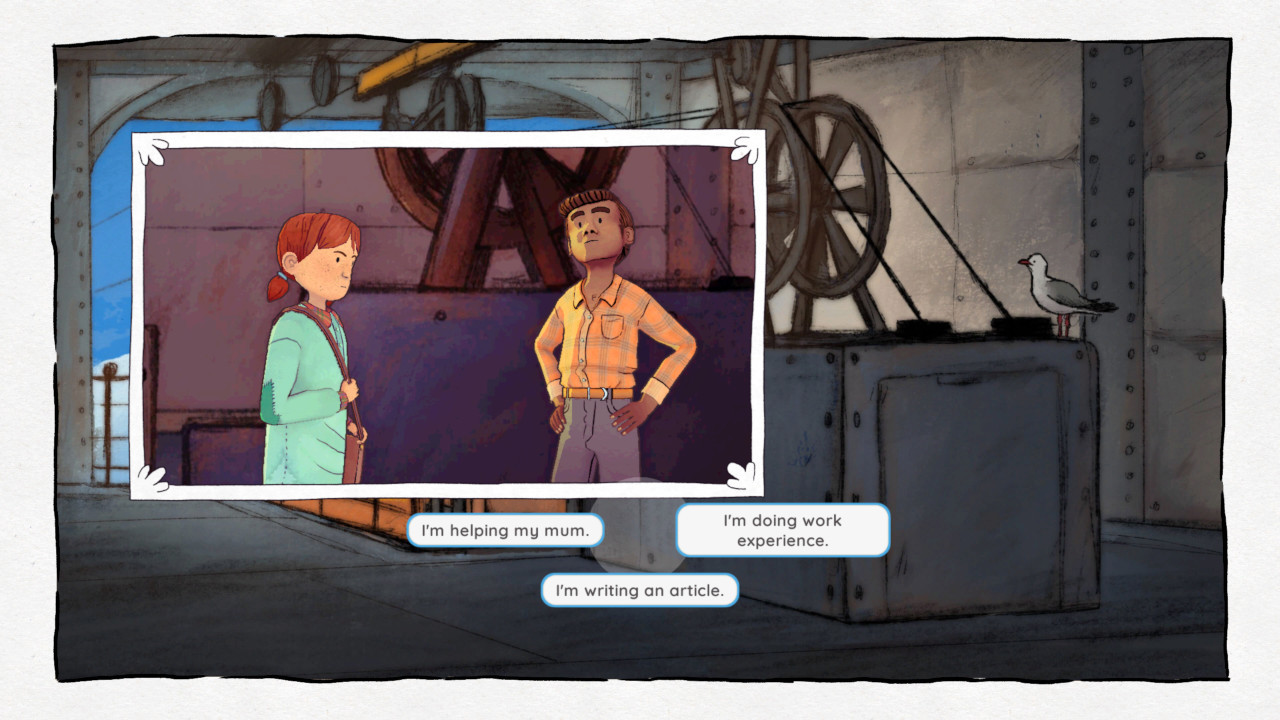 I'm helping my mum.
I'm doing work
experience.
I'm writing an article.